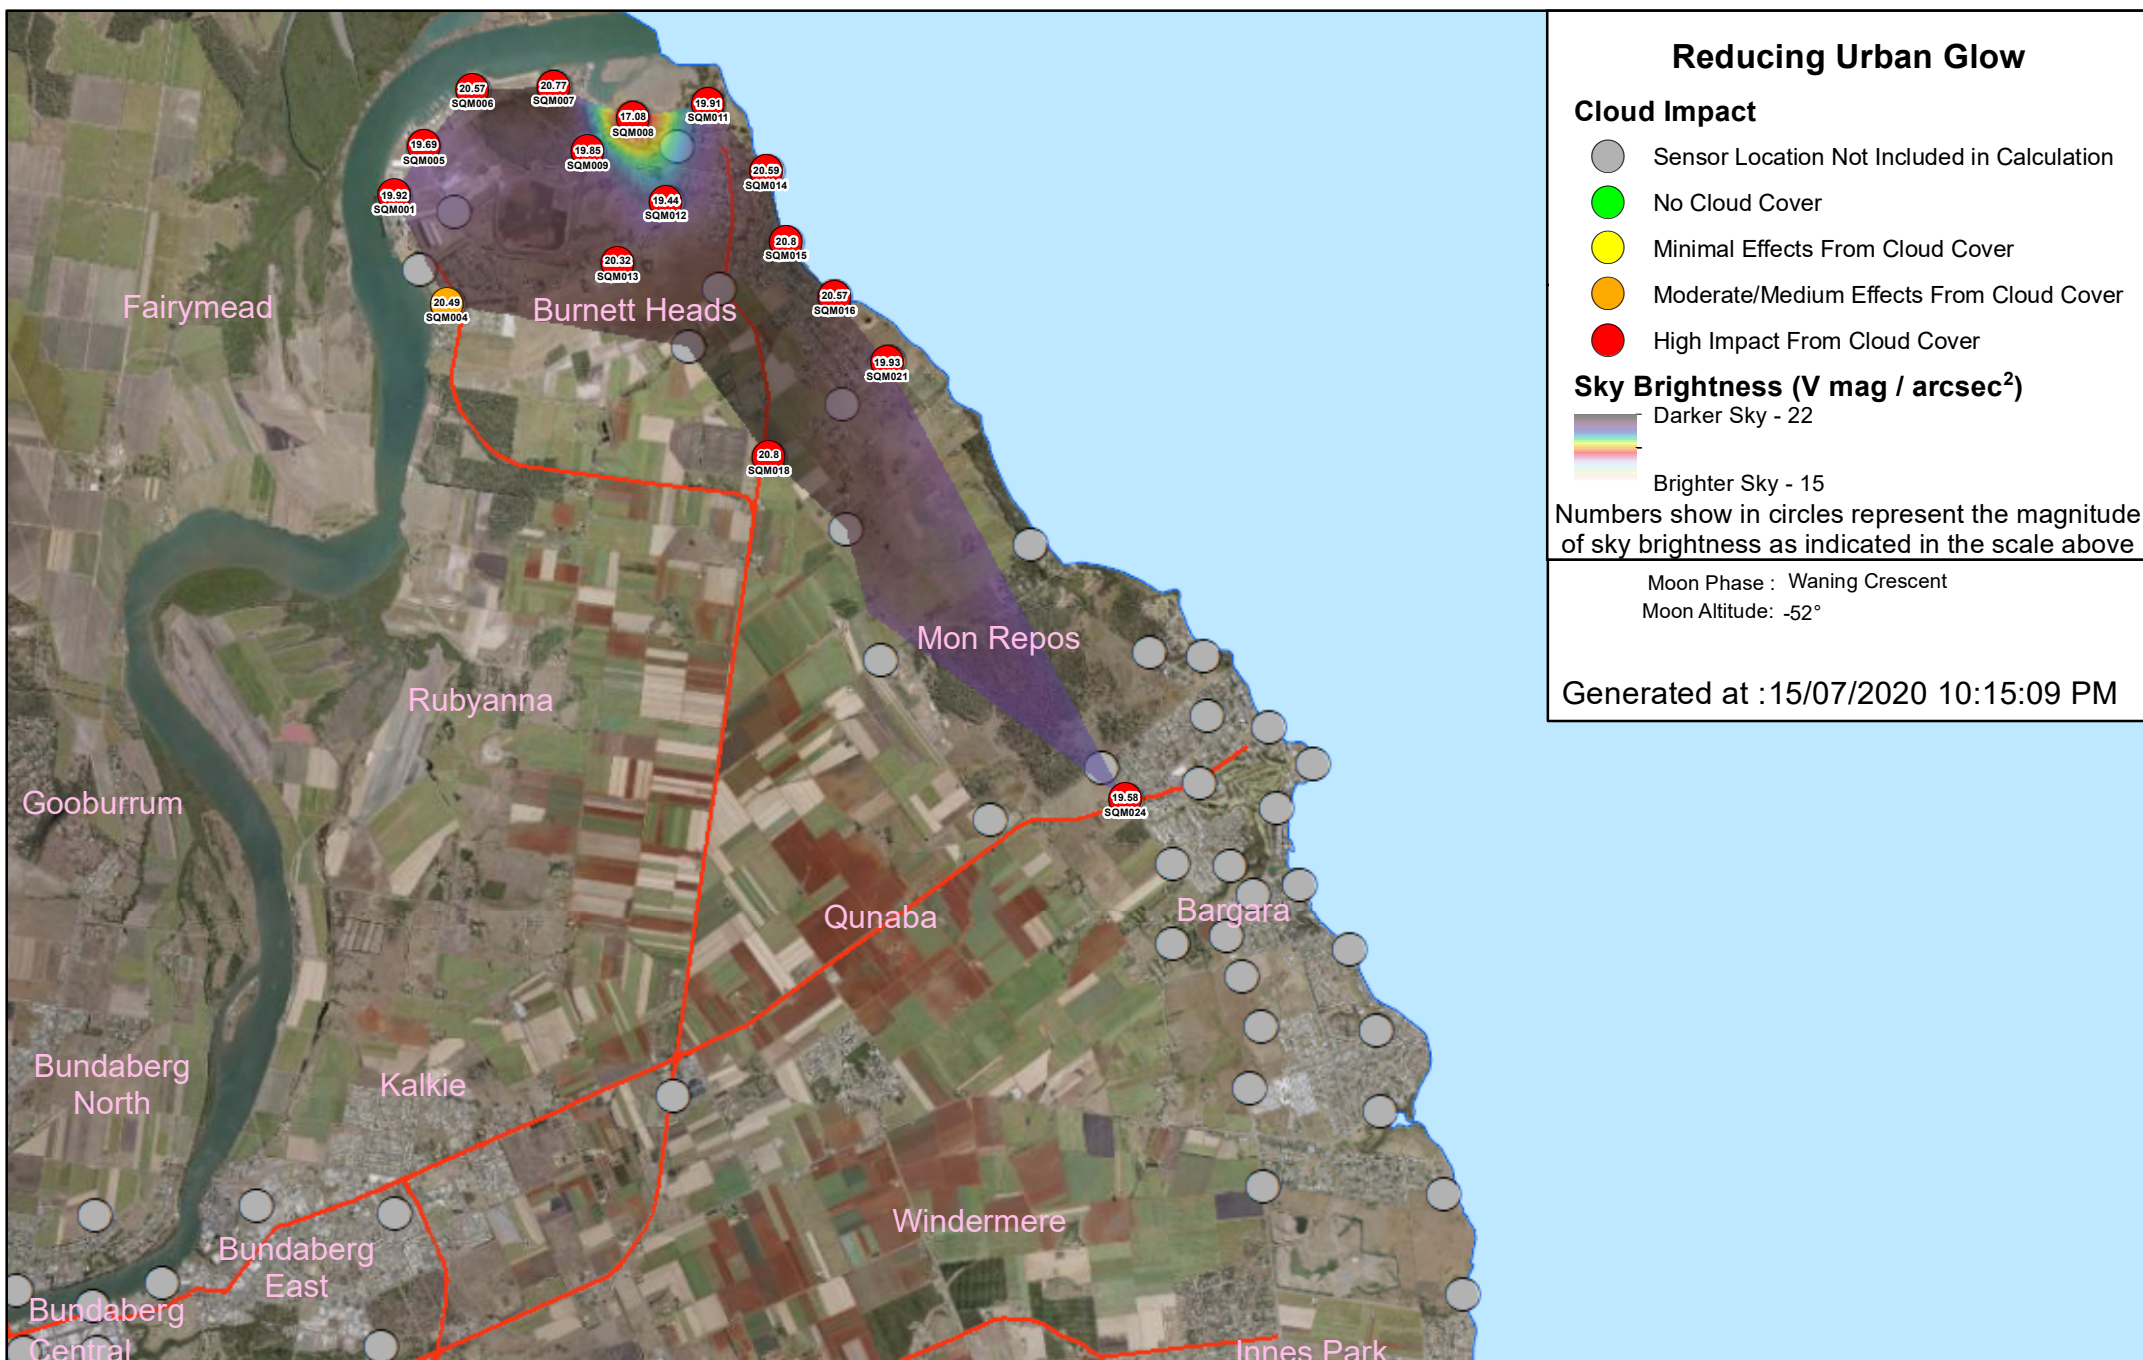 Reducing Urban Glow
Cloud Impact
Sensor Location Not Included in Calculation
No Cloud Cover
Minimal Effects From Cloud Cover
Moderate/Medium Effects From Cloud Cover
High Impact From Cloud Cover
Sky Brightness (V mag / arcsec²)
Darker Sky - 22
Brighter Sky - 15
Numbers show in circles represent the magnitude
of sky brightness as indicated in the scale above
Moon Phase : Waning Crescent
Moon Altitude: -52°
Generated at :15/07/2020 10:15:09 PM
20.57
SQM006
20.77
SQM007
17.08
SQM008
19.91
SQM011
19.69
SQM005
19.85
SQM009
20.59
SQM014
19.92
SQM001
19.44
SQM012
20.8
SQM015
20.32
SQM013
20.49
SQM004
20.57
SQM016
19.93
SQM021
20.8
SQM018
19.58
SQM024
Fairymead
Burnett Heads
Mon Repos
Rubyanna
Gooburrum
Qunaba
Bargara
Bundaberg
North
Kalkie
Windermere
Bundaberg
East
Bundaberg
Central
Innes Park